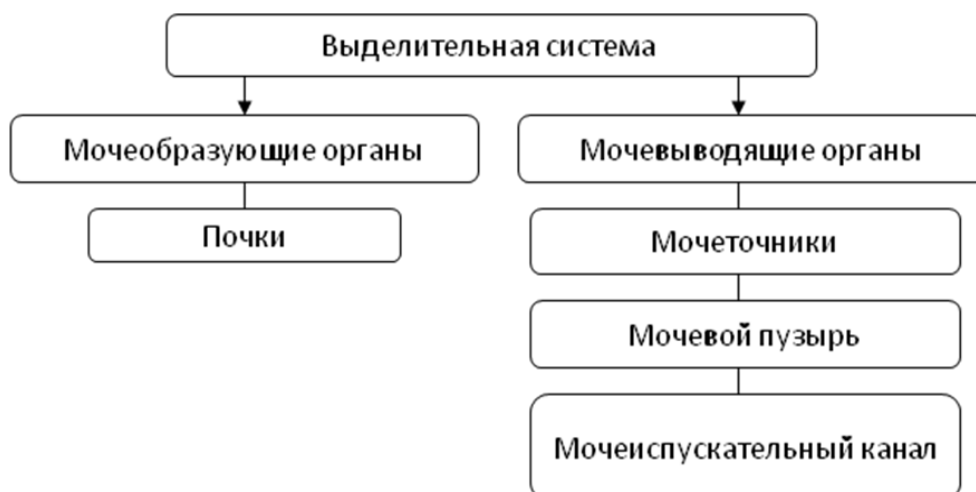 Выделительная система
Мочеобразующие органы
Мочевыводящие органы
Почки
Мочеточники
Мочевой пузырь
Мочеиспускательный канал